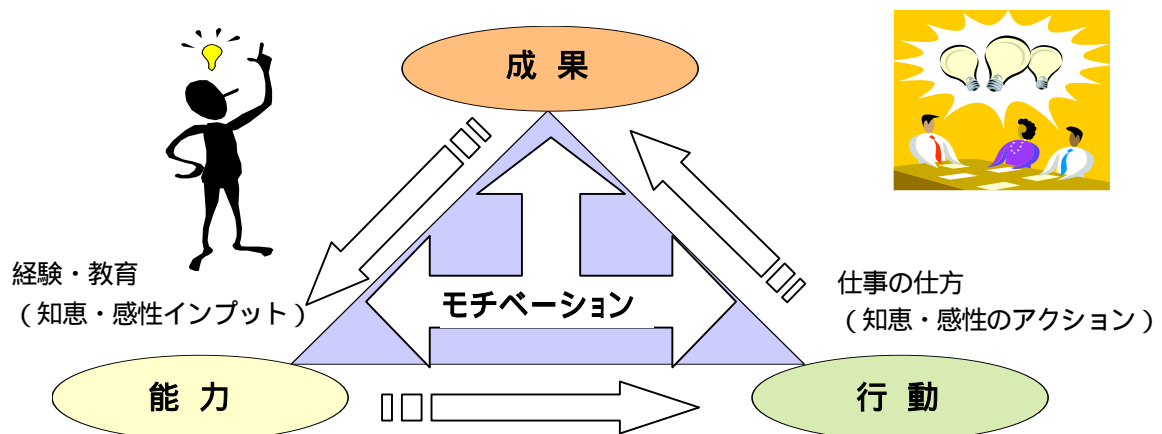 成 果
経験・教育
(知恵・感性インプット)
モチベーション
仕事の仕方
(知恵・感性のアクション)
能 力
行 動